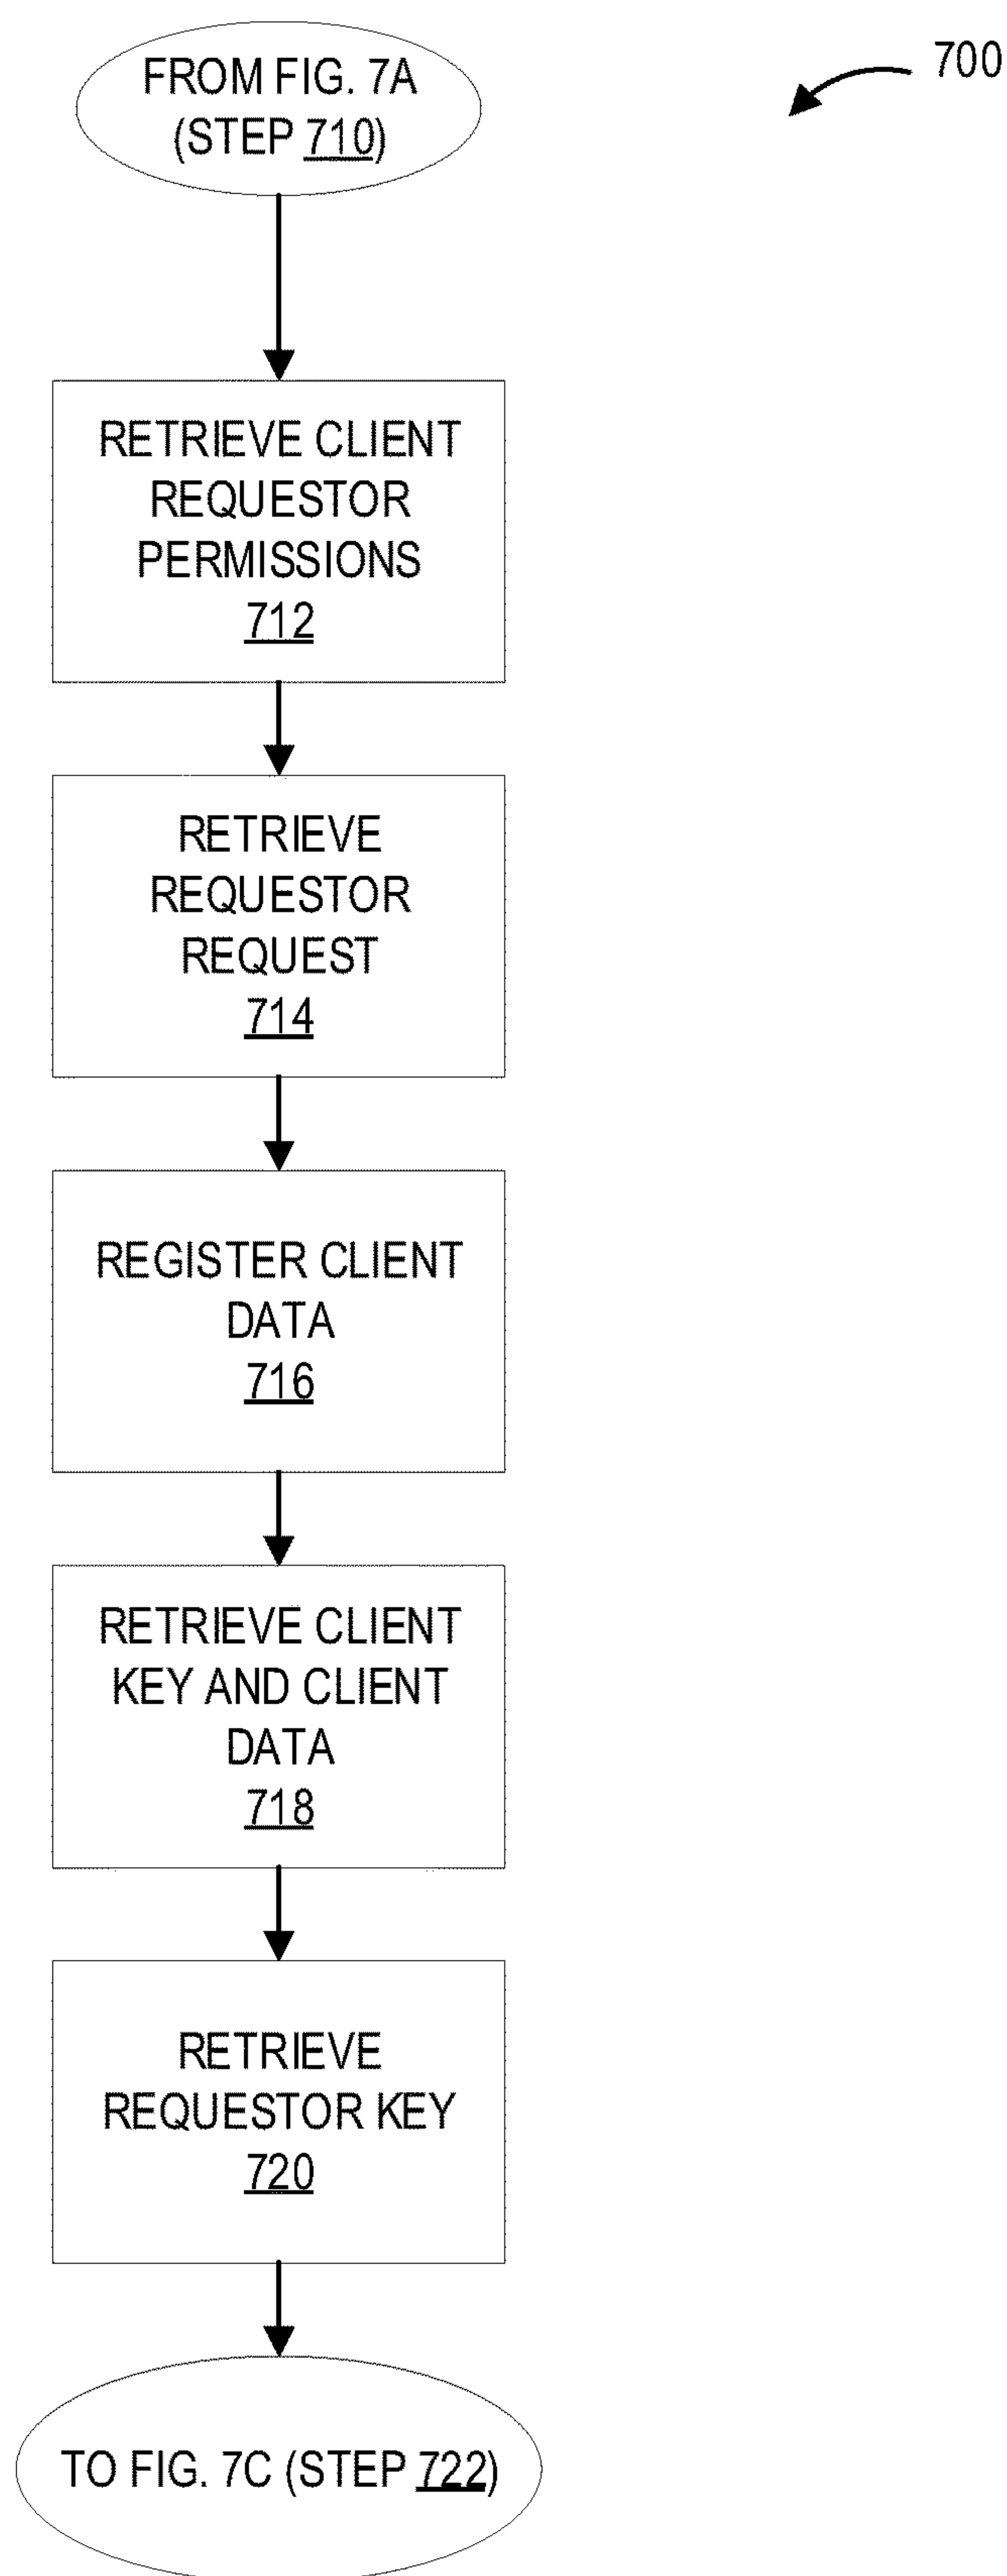 FROM FIG. 7A
(STEP 710)
700
RETRIEVE CLIENT
REQUESTOR
PERMISSIONS
712
RETRIEVE
REQUESTOR
REQUEST
714
REGISTER CLIENT
DATA
716
RETRIEVE CLIENT
KEY AND CLIENT
DATA
718
RETRIEVE
REQUESTOR KEY
720
TO FIG. 7C (STEP 722)